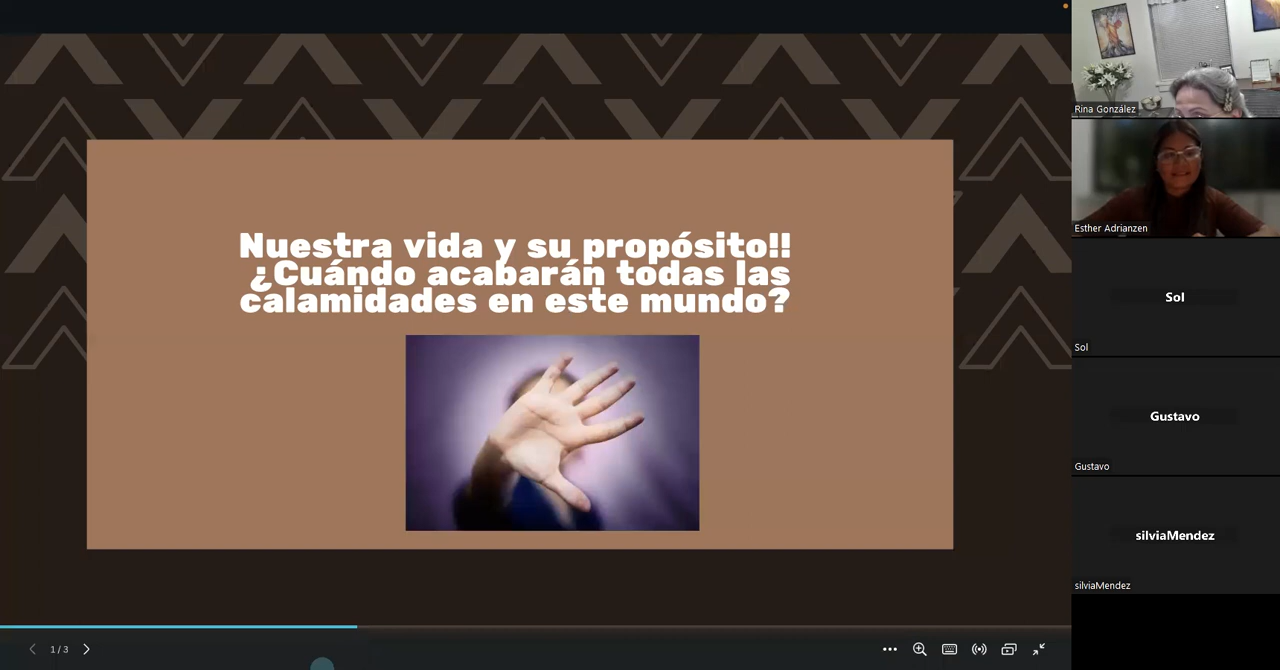 Nuestra vida y su propósito!!
¿Cuándo acabarán todas las
calamidades en este mundo?
1 / 3
Rina González
Esther Adrianzen
Sol
Sol
Gustavo
Gustavo
silviaMendez
silviaMendez